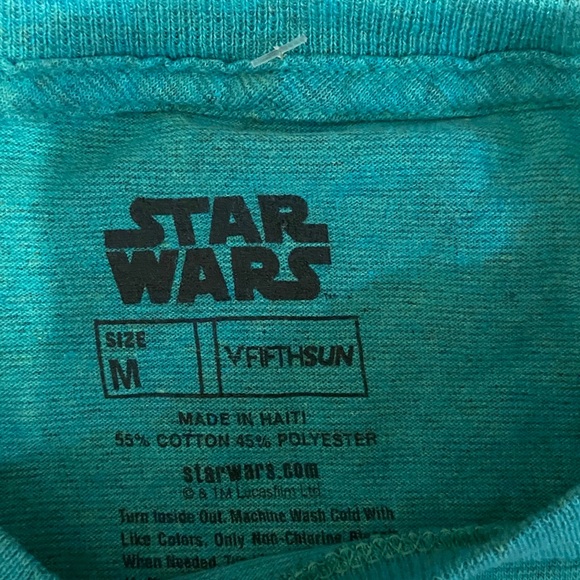 STAR
WARS
TM
SIZE
M
FIFTHSUN
MADE IN HAITI
55% COTTON 45% POLYESTER
starwars.com
© & TM Lucasfilm Ltd.
Turn Inside Out. Machine Wash Cold With
Like Colors, Only Non-Chlorine
When Needed.